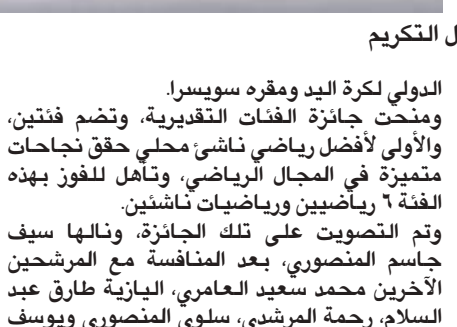 ل التكريم
الدولي لكرة اليد ومقره سويسرا.
ومنحت جائزة الفئات التقديرية، وتضم فئتين،
والأولى لأفضل رياضي ناشئ محلي حقق نجاحات
متميزة في المجال الرياضي، وتأهل للفوز بهذه
الفئة ٦ رياضيين ورياضيات ناشئين.
وتم التصويت على تلك الجائزة، ونالها سيف
جاسم المنصوري، بعد المنافسة مع المرشحين
الآخرين محمد سعيد العامري، اليازية طارق عبد
السلام، رحمة المرشدي، سلوى المنصوري ويوسف